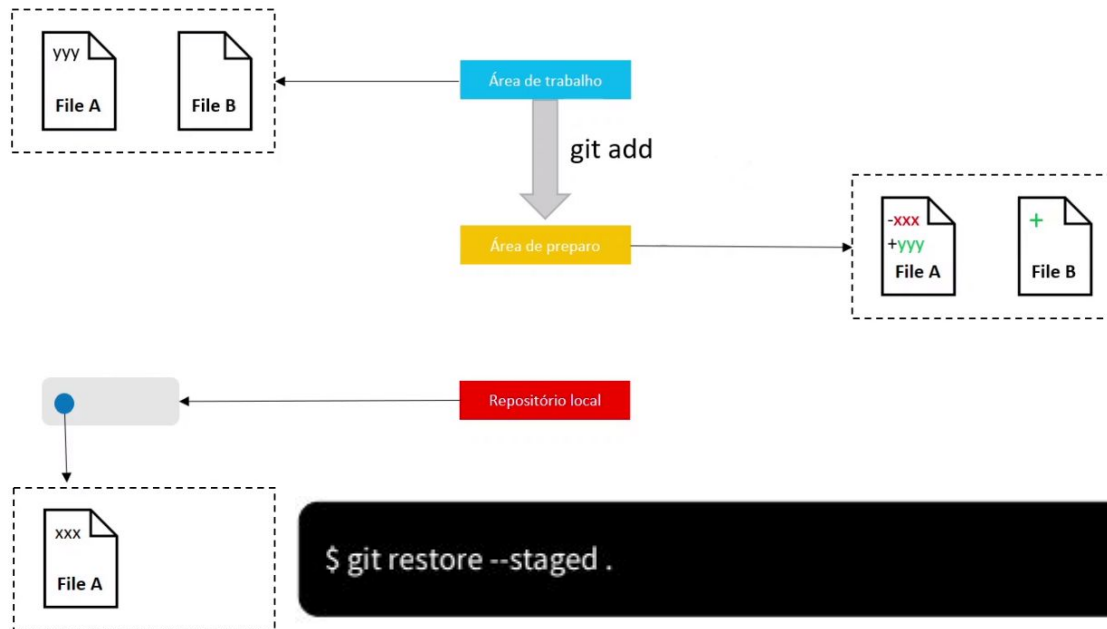 yyy
File A
File B
Área de trabalho
git add
Área de preparo
-xxx
+yyy
File A
+
File B
Repositório local
xxx
File A
$ git restore --staged .